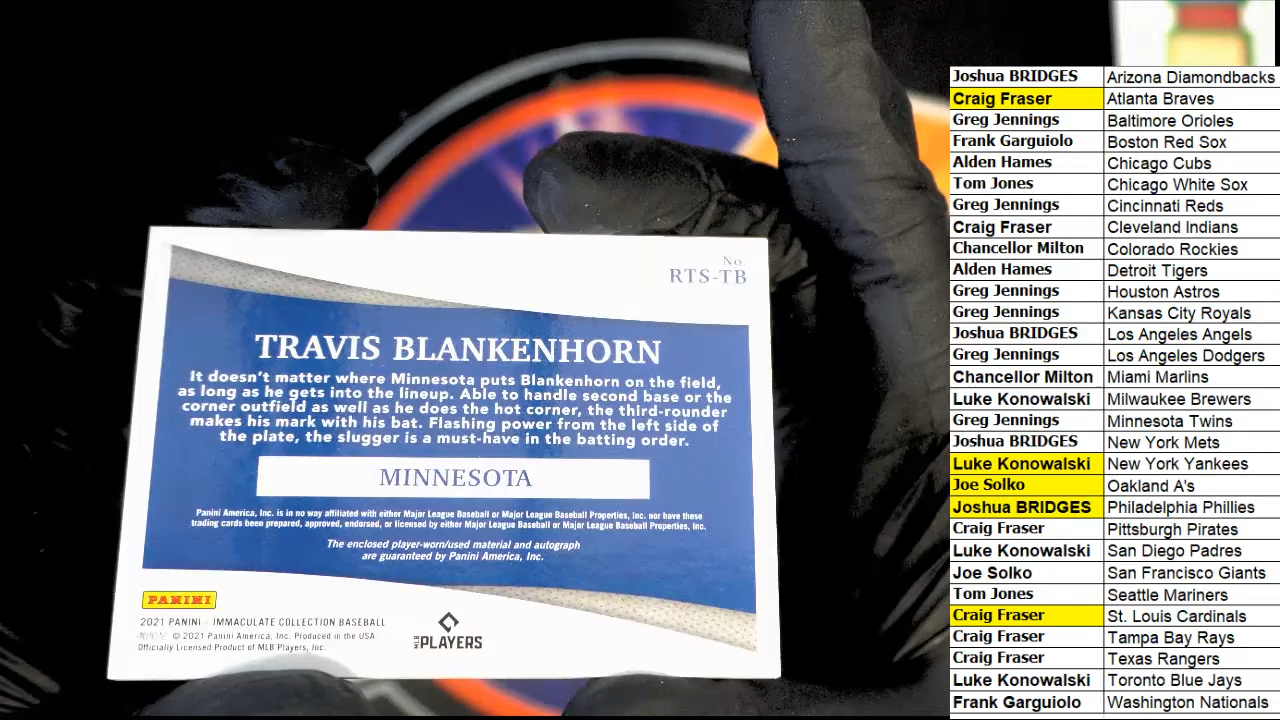 No.
RTS-TB
TRAVIS BLANKENHORN
It doesn't matter where Minnesota puts Blankenhorn on the field,
as long as he gets into the lineup. Able to handle second base or the
corner outfield as well as he does the hot corner, the third-rounder
makes his mark with his bat. Flashing power from the left side of
the plate, the slugger is a must-have in the batting order.
MINNESOTA
Panini America, Inc. is in no way affiliated with either Major League Baseball or Major League Baseball Properties, Inc. nor have these
trading cards been prepared, approved, endorsed, or licensed by either Major League Baseball or Major League Baseball Properties, Inc.
The enclosed player-worn/used material and autograph
are guaranteed by Panini America, Inc.
PANINI
2021 PANINI - IMMACULATE COLLECTION BASEBALL
© 2021 Panini America, Inc. Produced in the USA.
Officially Licensed Product of MLB Players, Inc.
MLB PLAYERS
Joshua BRIDGES Arizona Diamondbacks
Craig Fraser Atlanta Braves
Greg Jennings Baltimore Orioles
Frank Garguiolo Boston Red Sox
Alden Hames Chicago Cubs
Tom Jones Chicago White Sox
Greg Jennings Cincinnati Reds
Craig Fraser Cleveland Indians
Chancellor Milton Colorado Rockies
Alden Hames Detroit Tigers
Greg Jennings Houston Astros
Greg Jennings Kansas City Royals
Joshua BRIDGES Los Angeles Angels
Greg Jennings Los Angeles Dodgers
Chancellor Milton Miami Marlins
Luke Konowalski Milwaukee Brewers
Greg Jennings Minnesota Twins
Joshua BRIDGES New York Mets
Luke Konowalski New York Yankees
Joe Solko Oakland A's
Joshua BRIDGES Philadelphia Phillies
Craig Fraser Pittsburgh Pirates
Luke Konowalski San Diego Padres
Joe Solko San Francisco Giants
Tom Jones Seattle Mariners
Craig Fraser St. Louis Cardinals
Craig Fraser Tampa Bay Rays
Craig Fraser Texas Rangers
Luke Konowalski Toronto Blue Jays
Frank Garguiolo Washington Nationals